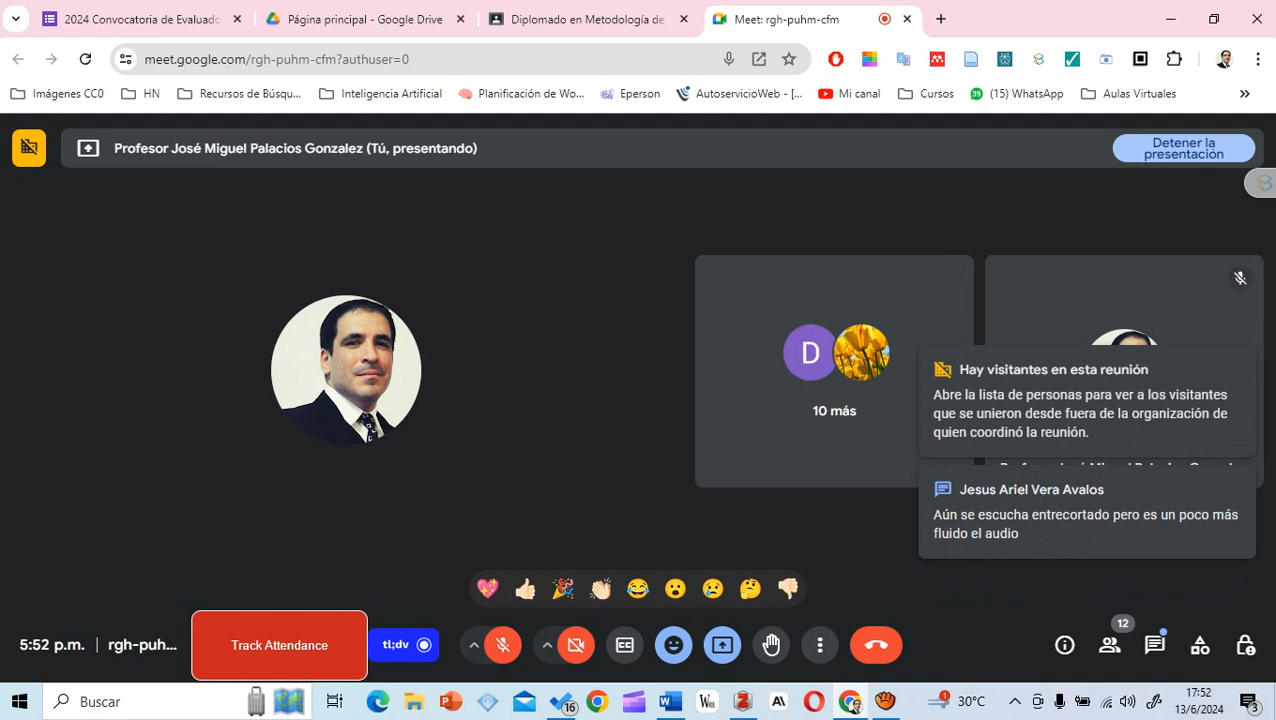 2024 Convocatoria de Evaluado
Página principal - Google Drive
Diplomado en Metodología de
Meet: rgh-puhm-cfm
meet.google.com/rgh-puhm-cfm?authuser=0
Imágenes CC0
HN
Recursos de Búsqu...
Inteligencia Artificial
Planificación de Wo...
Eperson
AutoservicioWeb - [...
Mi canal
Cursos
39
(15) WhatsApp
Aulas Virtuales
Profesor José Miguel Palacios Gonzalez (Tú, presentando)
Detener la
presentación
D
10 más
Hay visitantes en esta reunión
Abre la lista de personas para ver a los visitantes
que se unieron desde fuera de la organización de
quien coordinó la reunión.
Jesus Ariel Vera Avalos
Aún se escucha entrecortado pero es un poco más
fluido el audio
5:52 p.m.
rgh-puh...
Track Attendance
tl;dv
12
Buscar
16
1
30°C
17:52
13/6/2024
3